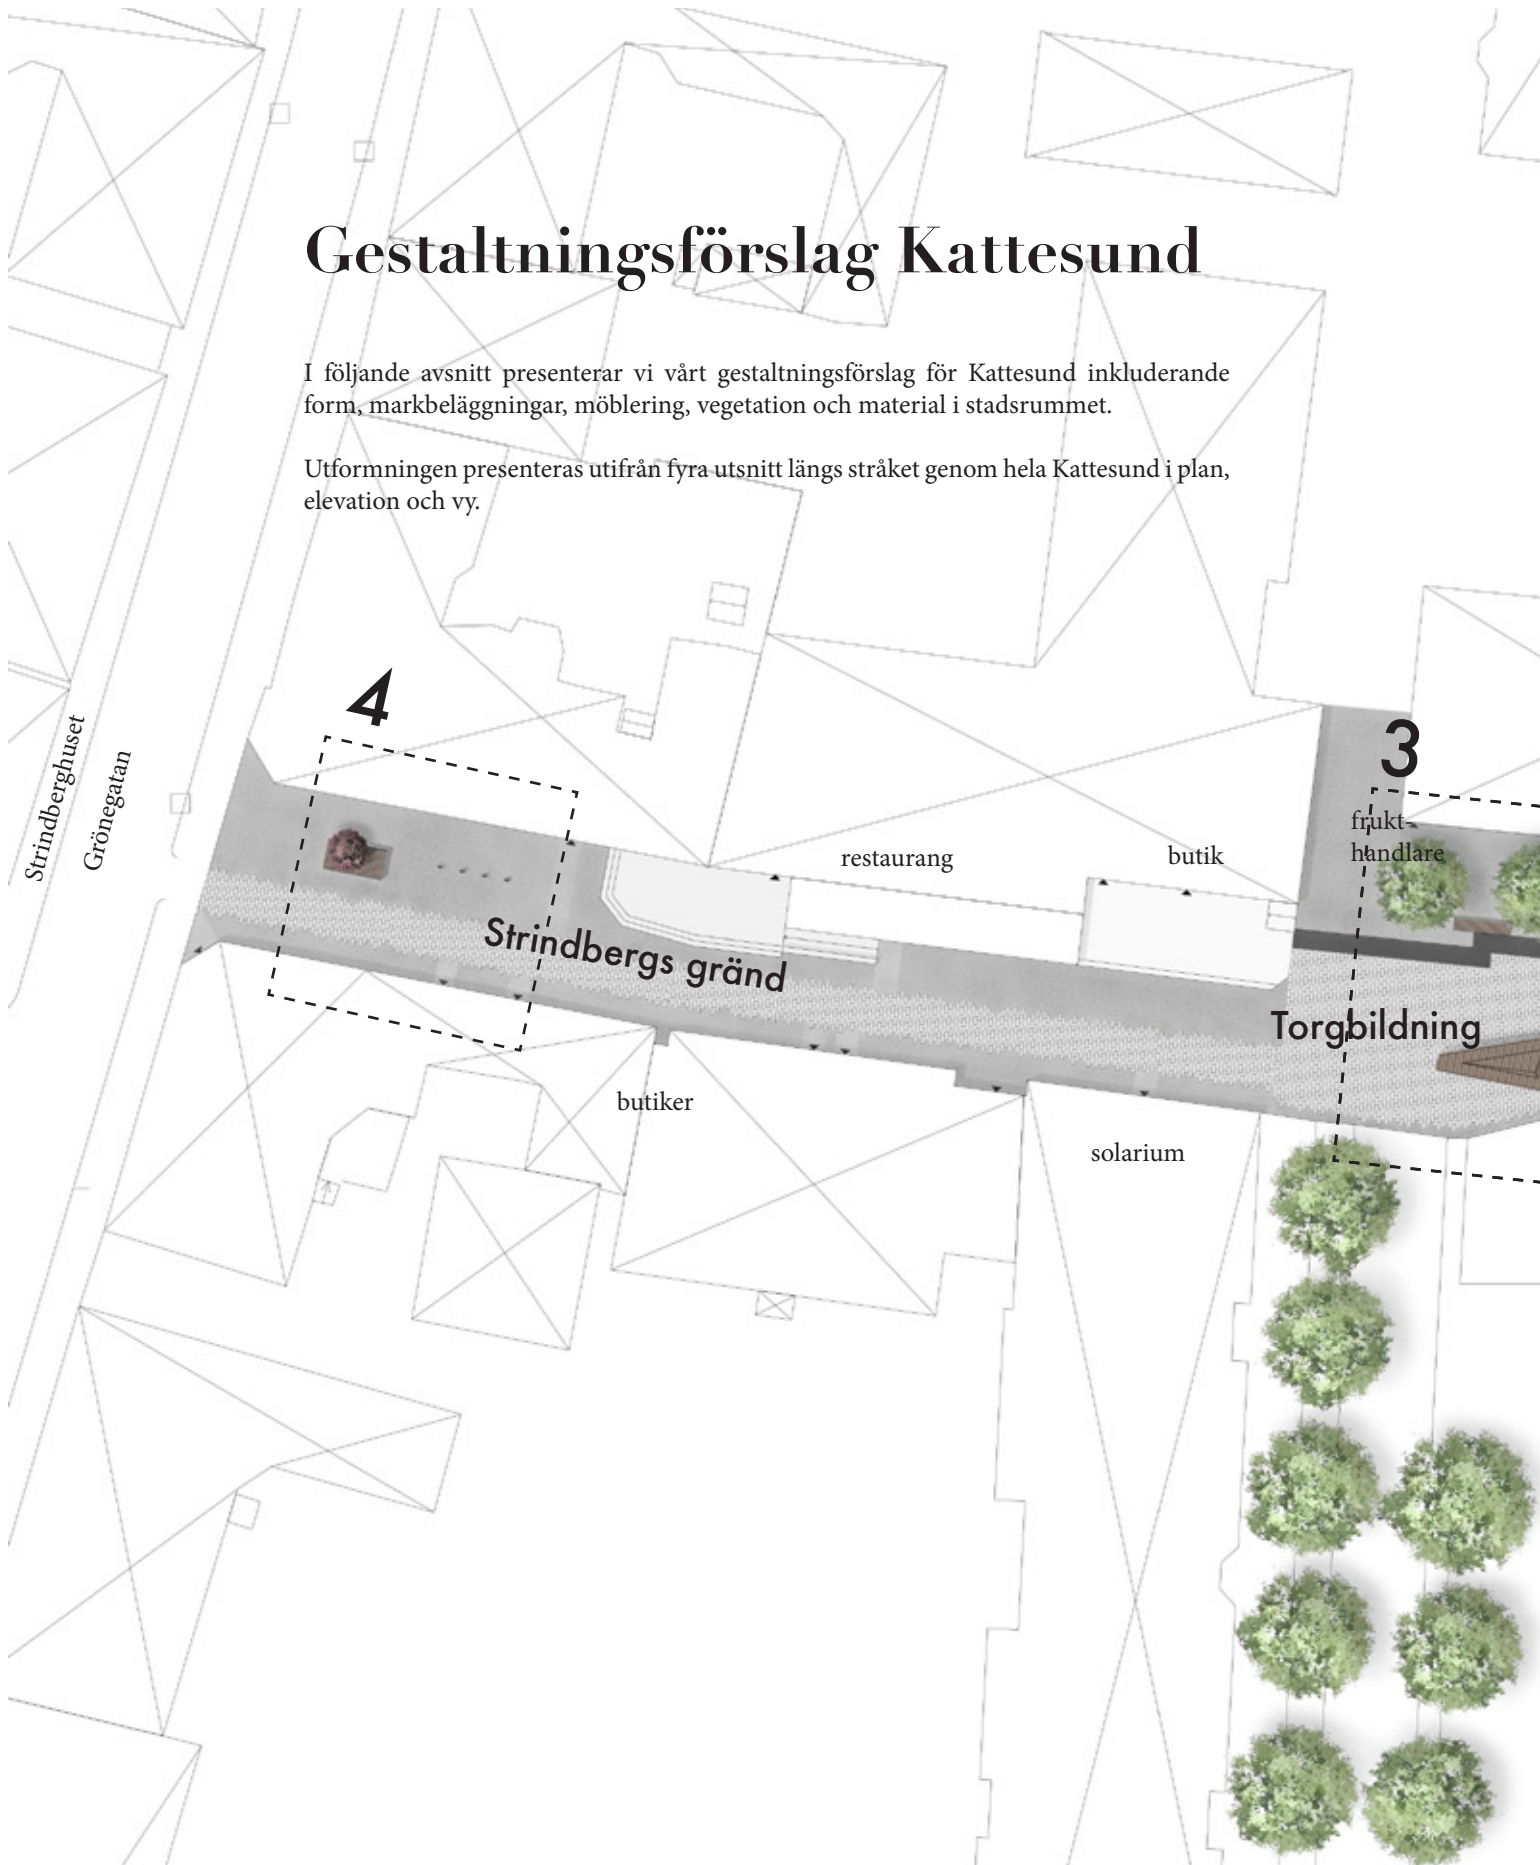 Gestaltningsförslag Kattesund
I följande avsnitt presenterar vi vårt gestaltningsförslag för Kattesund inkluderande
form, markbeläggningar, möblering, vegetation och material i stadsrummet.
Utformningen presenteras utifrån fyra utsnitt längs stråket genom hela Kattesund i plan,
elevation och vy.
4
3
Strindberghuset
Grönegatan
frukt-
handlare
restaurang
butik
Strindbergs gränd
Torgbildning
butiker
solarium